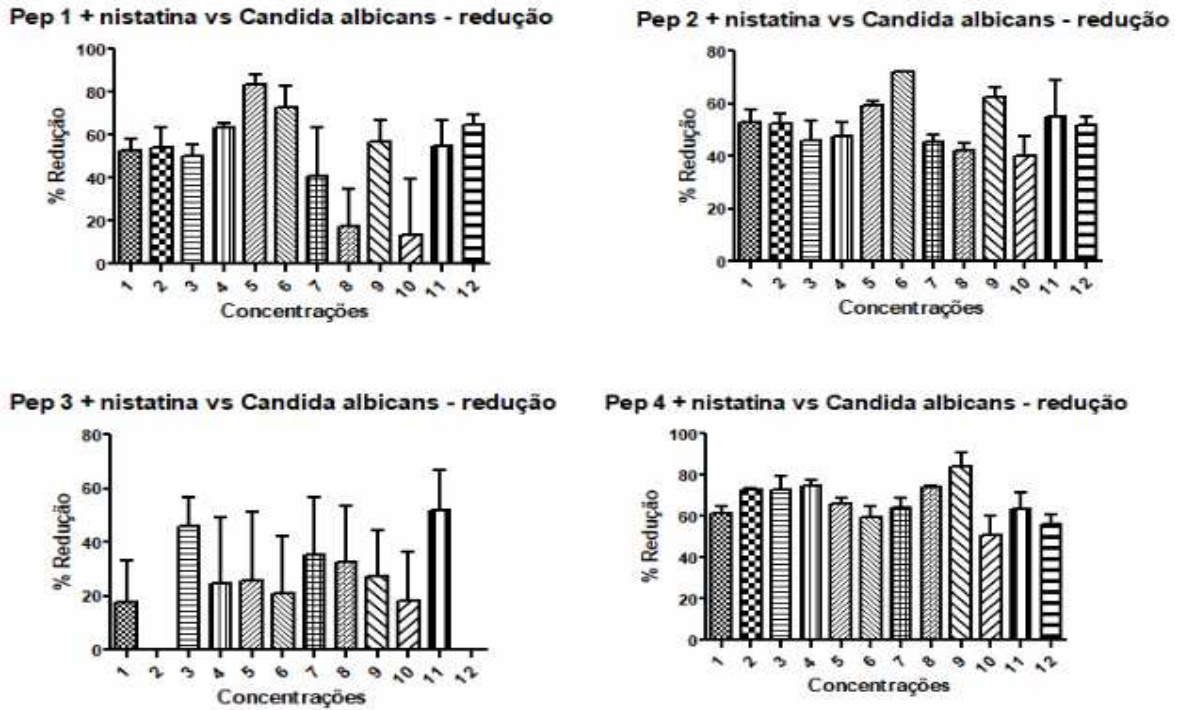 Pep 1 + nistatina vs Candida albicans - redução
100
80
60
40
20
0
% Redução
1 2 3 4 5 6 7 8 9 10 11 12
Concentrações
Pep 2 + nistatina vs Candida albicans - redução
80
60
40
20
0
% Redução
1 2 3 4 5 6 7 8 9 10 11 12
Concentrações
Pep 3 + nistatina vs Candida albicans - redução
80
60
40
20
0
% Redução
1 2 3 4 5 6 7 8 9 10 11 12
Concentrações
Pep 4 + nistatina vs Candida albicans - redução
100
80
60
40
20
0
% Redução
1 2 3 4 5 6 7 8 9 10 11 12
Concentrações